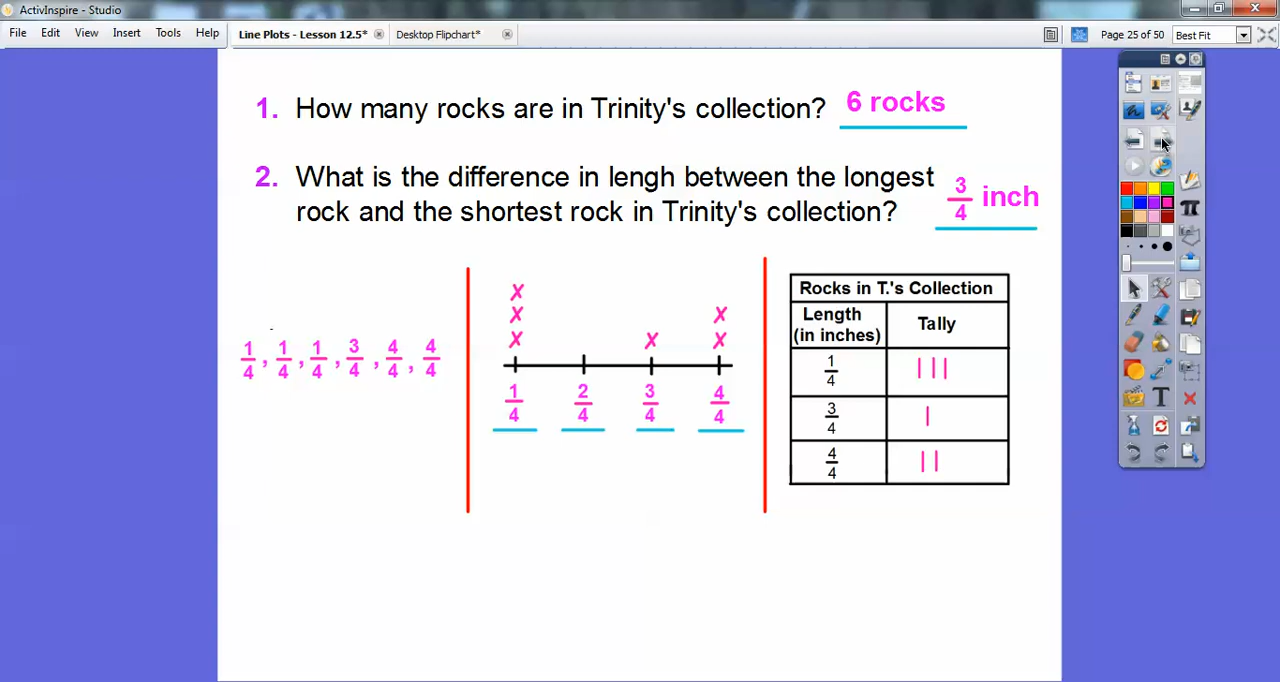 ActivInspire - Studio
File Edit View Insert Tools Help
Line Plots - Lesson 12.5* Desktop Flipchart* Page 25 of 50 Best Fit
1. How many rocks are in Trinity's collection? 6 rocks
2. What is the difference in lengh between the longest
rock and the shortest rock in Trinity's collection? 3/4 inch
1/4, 1/4, 1/4, 3/4, 4/4, 4/4
X
X X
X X X
1/4 2/4 3/4 4/4
Rocks in T.'s Collection
Length
(in inches) Tally
1/4 |||
3/4 |
4/4 ||